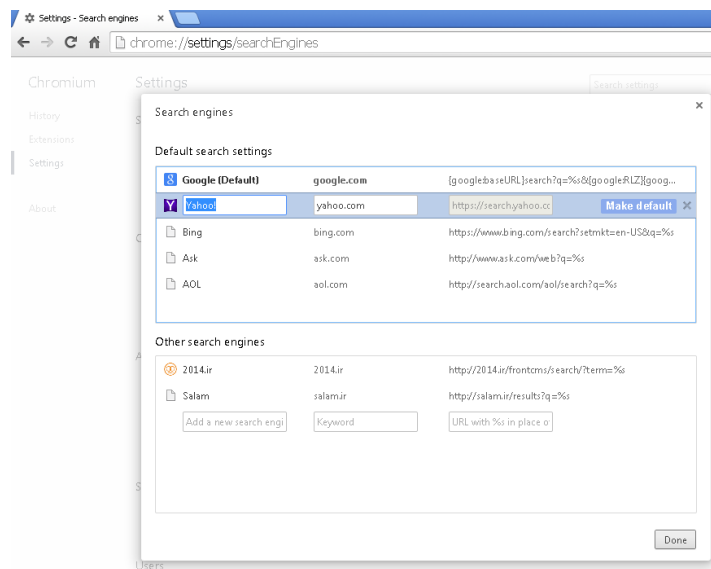 Settings - Search engines
chrome://settings/searchEngines
Chromium
Settings
Search settings
History
Extensions
Settings
About
Search engines
Default search settings
Google (Default) google.com {google:baseURL}search?q=%s&{google:RLZ}{goog...
Yahoo! yahoo.com https://search.yahoo.cc Make default
Bing bing.com https://www.bing.com/search?setmkt=en-US&q=%s
Ask ask.com http://www.ask.com/web?q=%s
AOL aol.com http://search.aol.com/aol/search?q=%s
Other search engines
2014.ir 2014.ir http://2014.ir/frontcms/search/?term=%s
Salam salam.ir http://salam.ir/results?q=%s
Add a new search engi Keyword URL with %s in place o
Done
Users